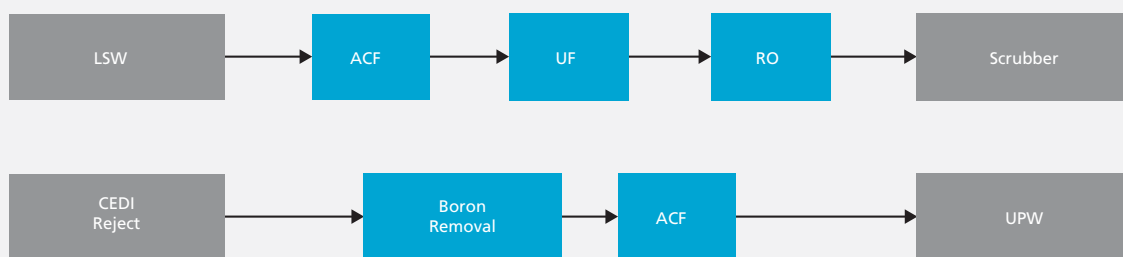 LSW
ACF
UF
RO
Scrubber
CEDI
Reject
Boron
Removal
ACF
UPW